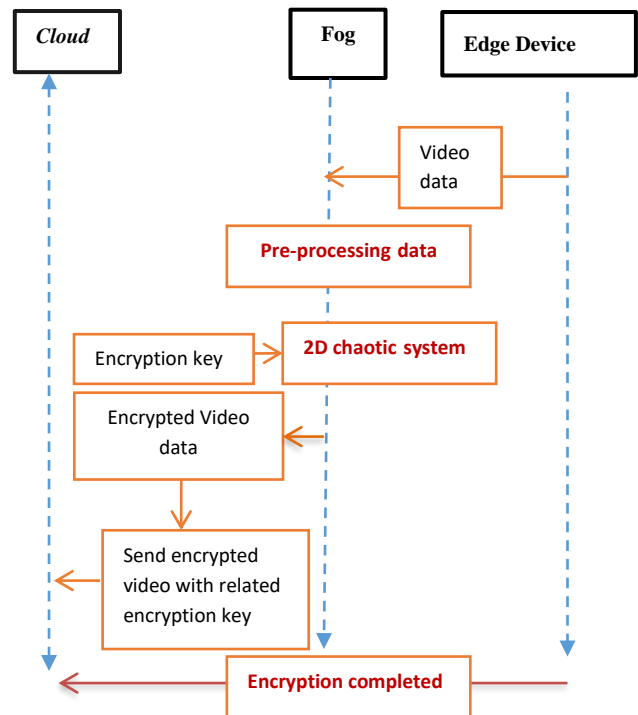 Cloud
Fog
Edge Device
Video
data
Pre-processing data
Encryption key
2D chaotic system
Encrypted Video
data
Send encrypted
video with related
encryption key
Encryption completed